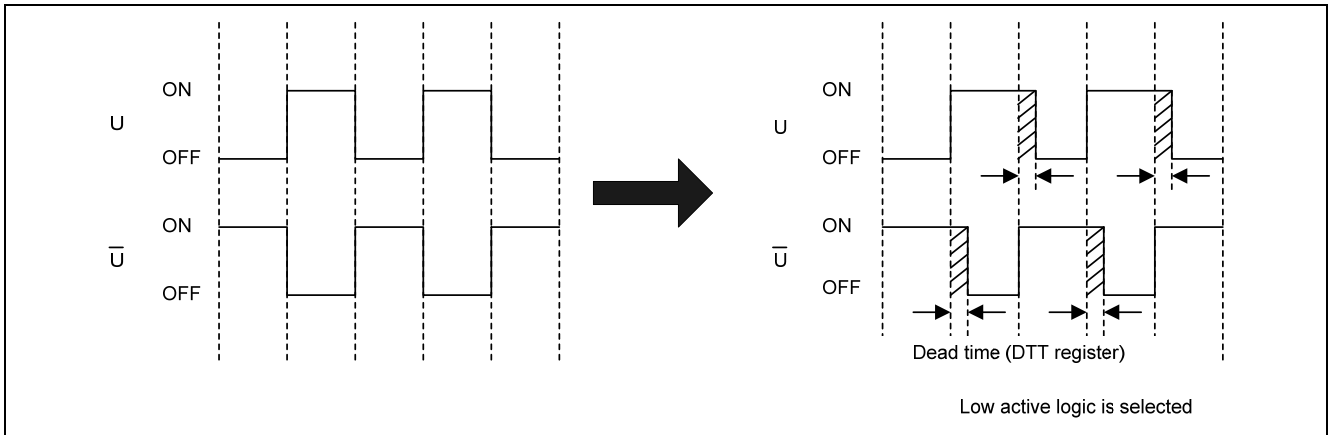 ON
U
OFF
ON
U̅
OFF
ON
U
OFF
ON
U̅
OFF
Dead time (DTT register)
Low active logic is selected